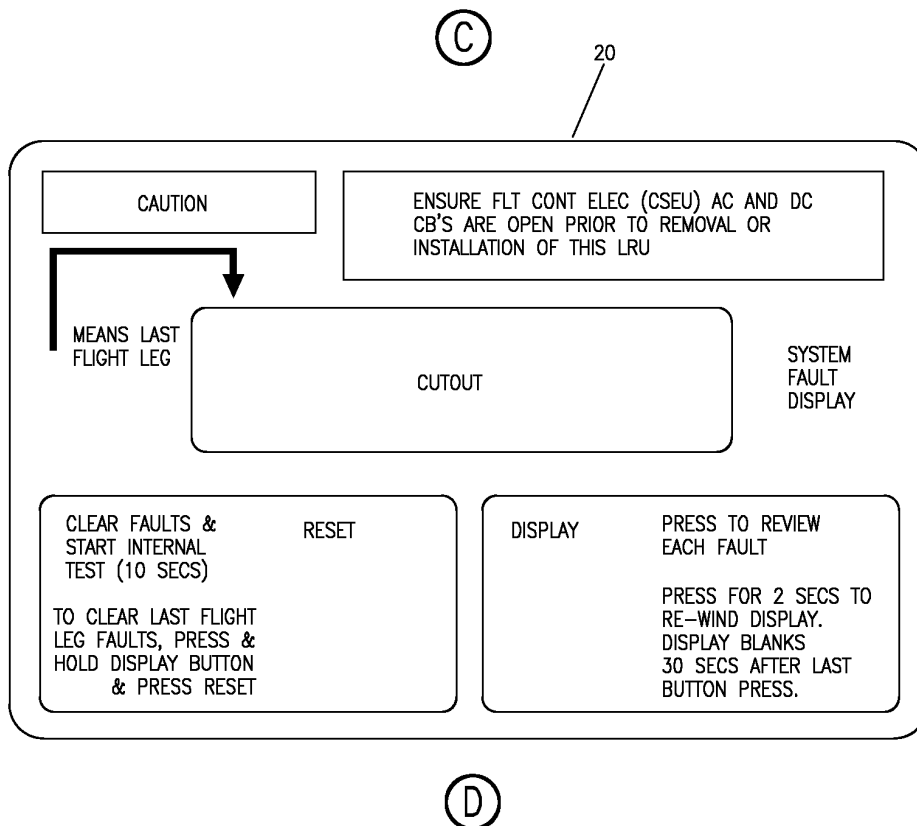 C
20
CAUTION
ENSURE FLT CONT ELEC (CSEU) AC AND DC
CB'S ARE OPEN PRIOR TO REMOVAL OR
INSTALLATION OF THIS LRU
MEANS LAST
FLIGHT LEG
CUTOUT
SYSTEM
FAULT
DISPLAY
CLEAR FAULTS &
START INTERNAL
TEST (10 SECS)
RESET
TO CLEAR LAST FLIGHT
LEG FAULTS, PRESS &
HOLD DISPLAY BUTTON
& PRESS RESET
DISPLAY
PRESS TO REVIEW
EACH FAULT
PRESS FOR 2 SECS TO
RE-WIND DISPLAY.
DISPLAY BLANKS
30 SECS AFTER LAST
BUTTON PRESS.
D